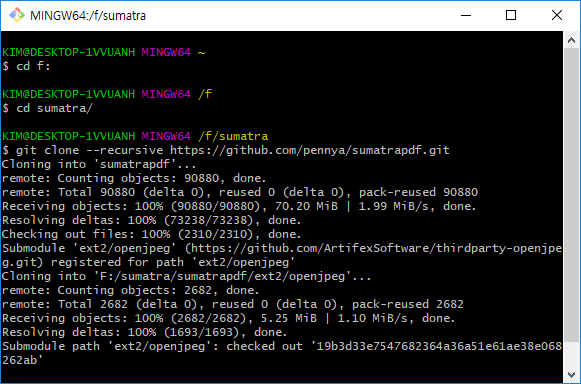 MINGW64:/f/sumatra
KIM@DESKTOP-1VVUANH MINGW64 ~
$ cd f:
KIM@DESKTOP-1VVUANH MINGW64 /f
$ cd sumatra/
KIM@DESKTOP-1VVUANH MINGW64 /f/sumatra
$ git clone --recursive https://github.com/pennya/sumatrapdf.git
Cloning into 'sumatrapdf'...
remote: Counting objects: 90880, done.
remote: Total 90880 (delta 0), reused 0 (delta 0), pack-reused 90880
Receiving objects: 100% (90880/90880), 70.20 MiB | 1.99 MiB/s, done.
Resolving deltas: 100% (73238/73238), done.
Checking out files: 100% (2310/2310), done.
Submodule 'ext2/openjpeg' (https://github.com/ArtifexSoftware/thirdparty-openjpe
g.git) registered for path 'ext2/openjpeg'
Cloning into 'F:/sumatra/sumatrapdf/ext2/openjpeg'...
remote: Counting objects: 2682, done.
remote: Total 2682 (delta 0), reused 0 (delta 0), pack-reused 2682
Receiving objects: 100% (2682/2682), 5.25 MiB | 1.10 MiB/s, done.
Resolving deltas: 100% (1693/1693), done.
Submodule path 'ext2/openjpeg': checked out '19b3d33e7547682364a36a51e61ae38e068
262ab'